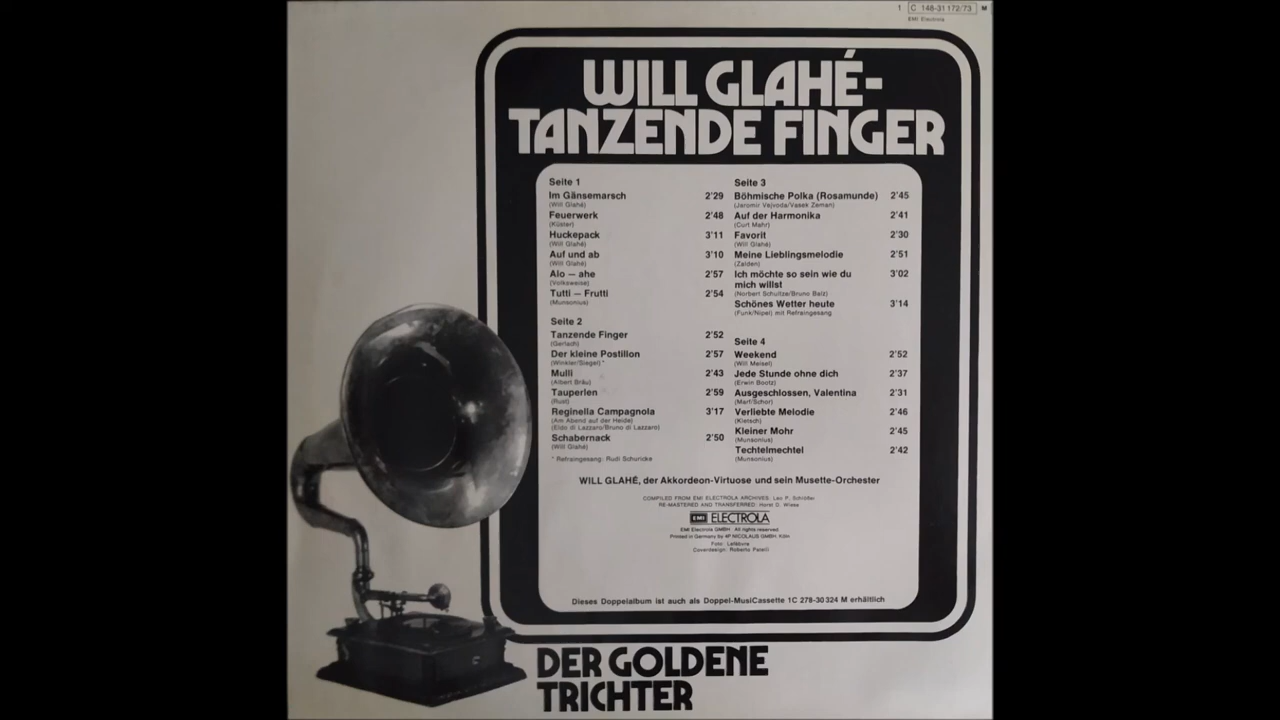 1 C 148-31 172/73 M
EMI Electrola
WILL GLAHÉ-
TANZENDE FINGER
Seite 1
Im Gänsemarsch 2'29
(Will Glahé)
Feuerwerk 2'48
(Küster)
Huckepack 3'11
(Will Glahé)
Auf und ab 3'10
(Will Glahé)
Alo – ahe 2'57
(Volksweise)
Tutti – Frutti 2'54
(Munsonius)
Seite 2
Tanzende Finger 2'52
(Gerlach)
Der kleine Postillon 2'57
(Winkler/Siegel) *
Mulli 2'43
(Albert Bräu)
Tauperlen 2'59
(Rust)
Reginella Campagnola 3'17
(Am Abend auf der Heide)
(Eldo di Lazzaro/Bruno di Lazzaro)
Schabernack 2'50
(Will Glahé)
* Refraingesang: Rudi Schuricke
Seite 3
Böhmische Polka (Rosamunde) 2'45
(Jaromir Vejvoda/Vasek Zeman)
Auf der Harmonika 2'41
(Curt Mahr)
Favorit 2'30
(Will Glahé)
Meine Lieblingsmelodie 2'51
(Zalden)
Ich möchte so sein wie du 3'02
mich willst
(Norbert Schultze/Bruno Balz)
Schönes Wetter heute 3'14
(Funk/Nipel) mit Refraingesang
Seite 4
Weekend 2'52
(Will Meisel)
Jede Stunde ohne dich 2'37
(Erwin Bootz)
Ausgeschlossen, Valentina 2'31
(Marf/Schor)
Verliebte Melodie 2'46
(Kletsch)
Kleiner Mohr 2'45
(Munsonius)
Techtelmechtel 2'42
(Munsonius)
WILL GLAHÉ, der Akkordeon-Virtuose und sein Musette-Orchester
COMPILED FROM EMI ELECTROLA ARCHIVES: Leo P. Schlößer
RE-MASTERED AND TRANSFERRED: Horst D. Wiese
EMI ELECTROLA
EMI Electrola GMBH. All rights reserved
Printed in Germany by 4P NICOLAUS GMBH, Köln
Foto: Lefèbvre
Coverdesign: Roberto Patelli
Dieses Doppelalbum ist auch als Doppel-MusiCassette 1C 278-30 324 M erhältlich
DER GOLDENE
TRICHTER